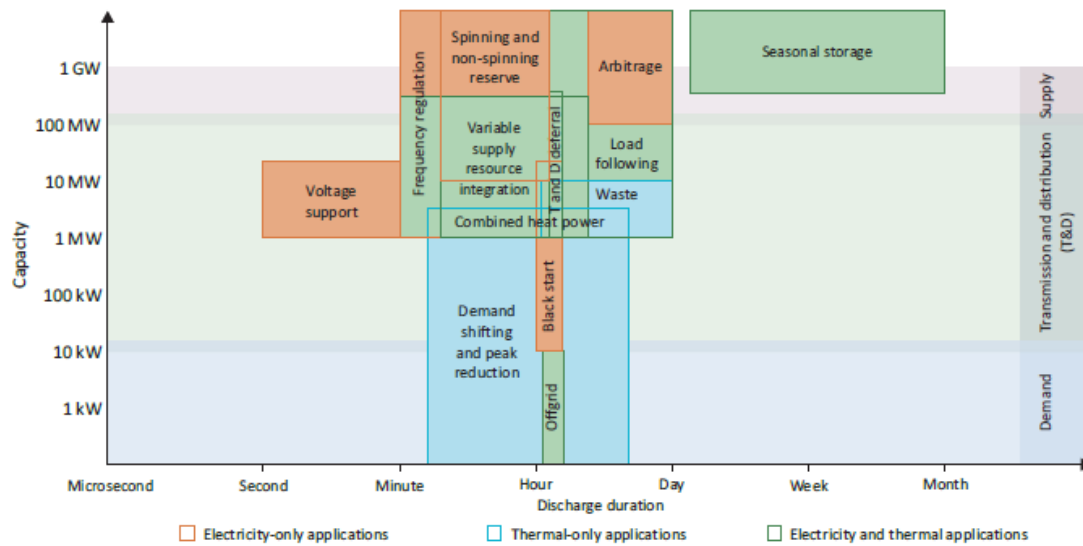 Capacity
1 GW
100 MW
10 MW
1 MW
100 kW
10 kW
1 kW
Voltage
support
Frequency regulation
Spinning and
non-spinning
reserve
Variable
supply
resource
integration
T and D deferral
Arbitrage
Load
following
Waste
Combined heat power
Demand
shifting
and peak
reduction
Black start
Offgrid
Seasonal storage
Supply
Transmission and distribution
(T&D)
Demand
Microsecond
Second
Minute
Hour
Day
Week
Month
Discharge duration
Electricity-only applications
Thermal-only applications
Electricity and thermal applications